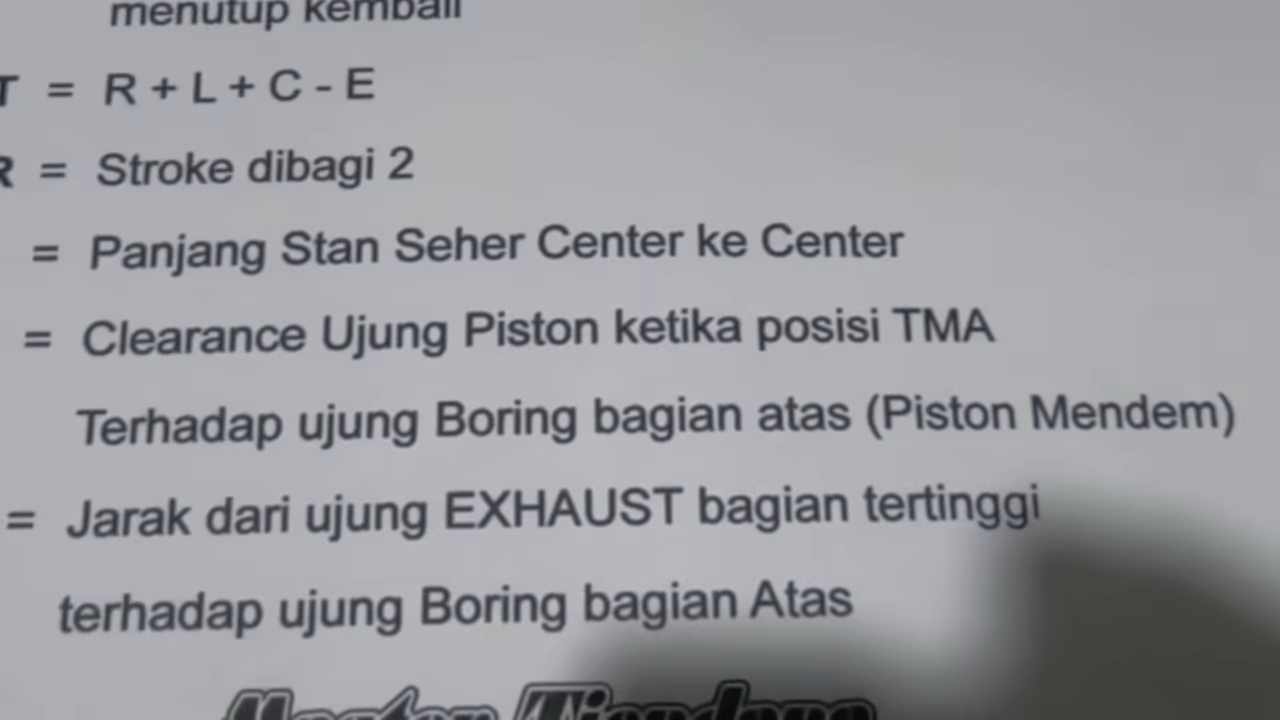 menutup kembali
T = R + L + C - E
R = Stroke dibagi 2
= Panjang Stan Seher Center ke Center
= Clearance Ujung Piston ketika posisi TMA
Terhadap ujung Boring bagian atas (Piston Mendem)
= Jarak dari ujung EXHAUST bagian tertinggi
terhadap ujung Boring bagian Atas